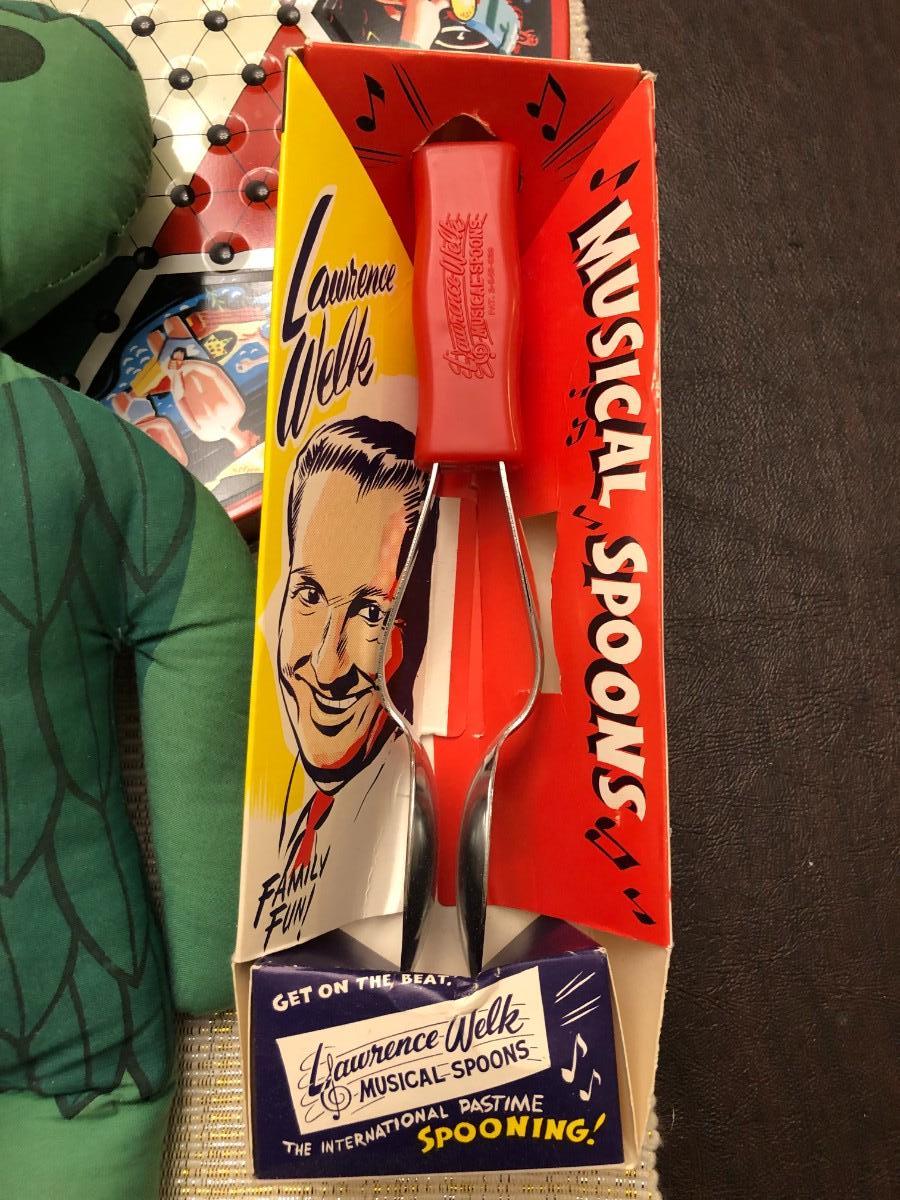 Lawrence
Welk
FAMILY
FUN!
Lawrence Welk
MUSICAL SPOONS
MUSICAL SPOONS
GET ON THE BEAT.
Lawrence Welk
MUSICAL SPOONS
THE INTERNATIONAL PASTIME
SPOONING!